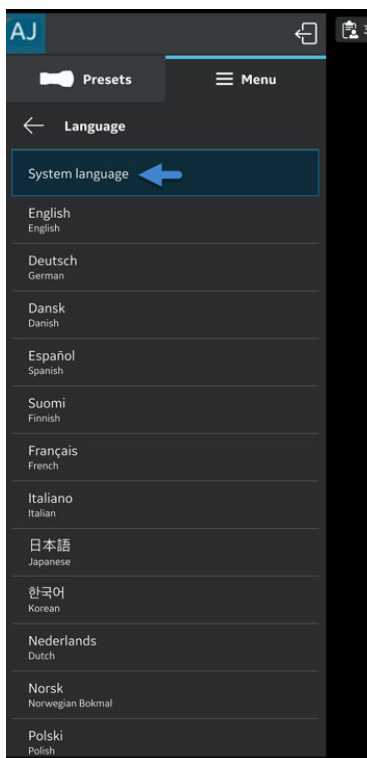 AJ
Presets
Menu
Language
System language
English
English
Deutsch
German
Dansk
Danish
Español
Spanish
Suomi
Finnish
Français
French
Italiano
Italian
日本語
Japanese
한국어
Korean
Nederlands
Dutch
Norsk
Norwegian Bokmal
Polski
Polish